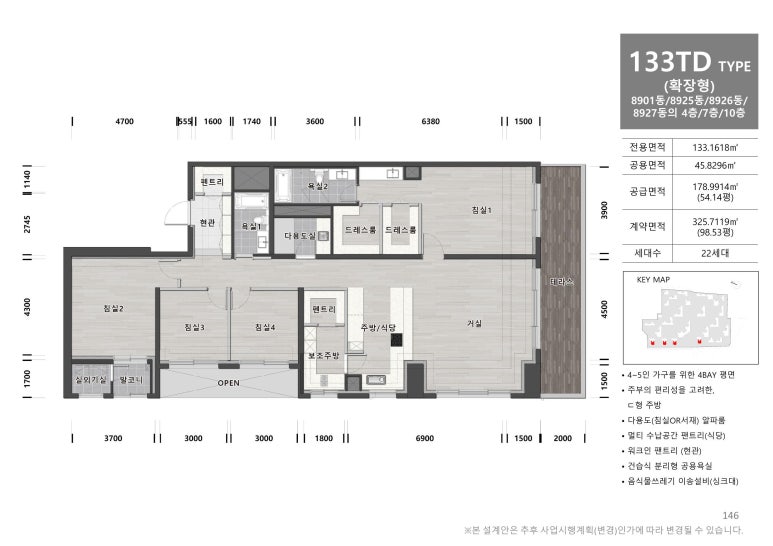 133TD TYPE
(확장형)
8901동/8925동/8926동/
8927동의 4층/7층/10층
4700 555 1600 1740 3600 6380 1500
전용면적 133.1618㎡
공용면적 45.8296㎡
공급면적 178.9914㎡
(54.14평)
계약면적 325.7119㎡
(98.53평)
세대수 22세대
1140
2745
4300
1700
3900
4500
1500
팬트리
욕실2
현관
욕실1
다용도실
드레스룸
드레스룸
침실1
테라스
침실2
침실3
침실4
팬트리
주방/식당
거실
보조주방
실외기실
발코니
OPEN
3700 3000 3000 1800 6900 1500 2000
KEY MAP
• 4-5인 가구를 위한 4BAY 평면
• 주부의 편리성을 고려한,
ㄷ형 주방
• 다용도(침실OR서재) 알파룸
• 멀티 수납공간 팬트리(식당)
• 워크인 팬트리 (현관)
• 건습식 분리형 공용욕실
• 음식물쓰레기 이송설비(싱크대)
146
※본 설계안은 추후 사업시행계획(변경)인가에 따라 변경될 수 있습니다.